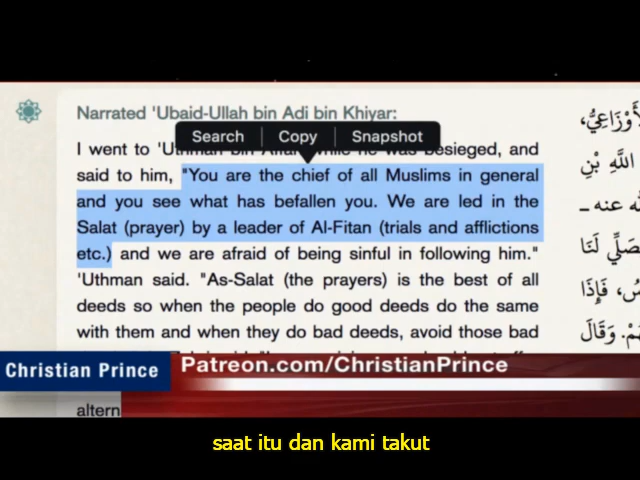 Narrated 'Ubaid-Ullah bin Adi bin Khiyar:
Search
Copy
Snapshot
I went to 'Uthman bin Affan while he was besieged, and
said to him, "You are the chief of all Muslims in general
and you see what has befallen you. We are led in the
Salat (prayer) by a leader of Al-Fitan (trials and afflictions
etc.) and we are afraid of being sinful in following him."
'Uthman said. "As-Salat (the prayers) is the best of all
deeds so when the people do good deeds do the same
with them and when they do bad deeds, avoid those bad
altern
لأَوْزَاعِيُّ،
اللَّهِ بْنِ
ه عنه ـ
صَلِّي لَنَا
سُ، فَإِذَا
هُمْ. وَقَالَ
Christian Prince
Patreon.com/ChristianPrince
saat itu dan kami takut